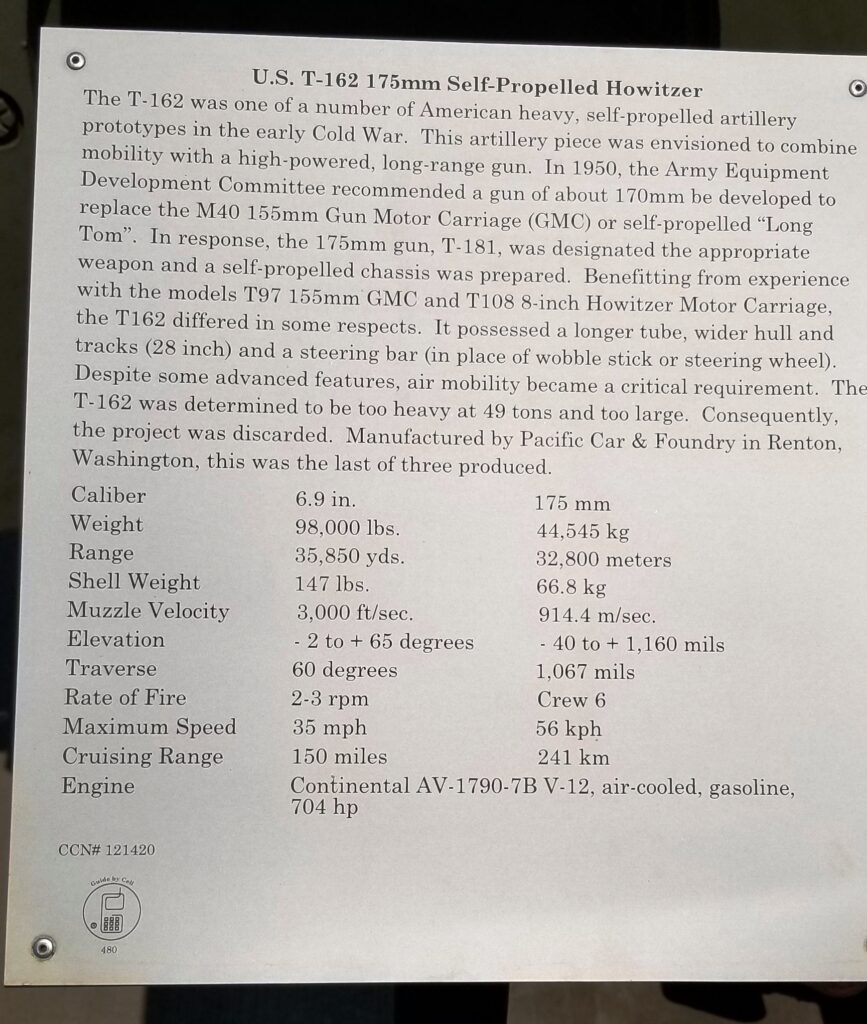 U.S. T-162 175mm Self-Propelled Howitzer
The T-162 was one of a number of American heavy, self-propelled artillery
prototypes in the early Cold War. This artillery piece was envisioned to combine
mobility with a high-powered, long-range gun. In 1950, the Army Equipment
Development Committee recommended a gun of about 170mm be developed to
replace the M40 155mm Gun Motor Carriage (GMC) or self-propelled “Long
Tom”. In response, the 175mm gun, T-181, was designated the appropriate
weapon and a self-propelled chassis was prepared. Benefitting from experience
with the models T97 155mm GMC and T108 8-inch Howitzer Motor Carriage,
the T162 differed in some respects. It possessed a longer tube, wider hull and
tracks (28 inch) and a steering bar (in place of wobble stick or steering wheel).
Despite some advanced features, air mobility became a critical requirement. The
T-162 was determined to be too heavy at 49 tons and too large. Consequently,
the project was discarded. Manufactured by Pacific Car & Foundry in Renton,
Washington, this was the last of three produced.
Caliber 6.9 in. 175 mm
Weight 98,000 lbs. 44,545 kg
Range 35,850 yds. 32,800 meters
Shell Weight 147 lbs. 66.8 kg
Muzzle Velocity 3,000 ft/sec. 914.4 m/sec.
Elevation - 2 to + 65 degrees - 40 to + 1,160 mils
Traverse 60 degrees 1,067 mils
Rate of Fire 2-3 rpm Crew 6
Maximum Speed 35 mph 56 kph
Cruising Range 150 miles 241 km
Engine Continental AV-1790-7B V-12, air-cooled, gasoline,
704 hp
CCN# 121420
Guide by Cell
480